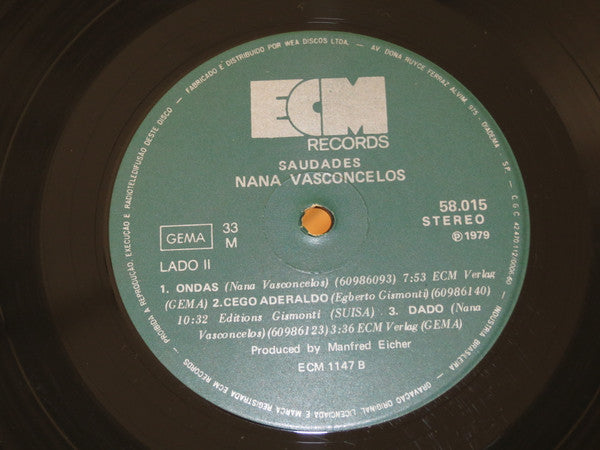 FABRICADO E DISTRIBUIDO POR WEA DISCOS LTDA. — AV. DONA RUYCE FERRAZ ALVIM, 975 - DIADEMA - SP. - C G C 42470112/0006-60 - INDUSTRIA BRASILEIRA.
ECM
RECORDS
SAUDADES
NANA VASCONCELOS
GEMA
33
M
58.015
STEREO
℗ 1979
LADO II
1. ONDAS (Nana Vasconcelos) (60986093) 7:53 ECM Verlag
(GEMA) 2.CEGO ADERALDO (Egberto Gismonti) (60986140)
10:32 Editions Gismonti (SUISA) • 3. DADO (Nana
Vasconcelos) (60986123) 3:36 ECM Verlag (GEMA)
Produced by Manfred Eicher
ECM 1147 B
PROIBIDA A REPRODUÇÃO, EXECUÇÃO E RADIOTELEDIFUSÃO DESTE DISCO —
GRAVAÇÃO ORIGINAL LICENCIADA E MARCA REGISTRADA ECM RECORDS